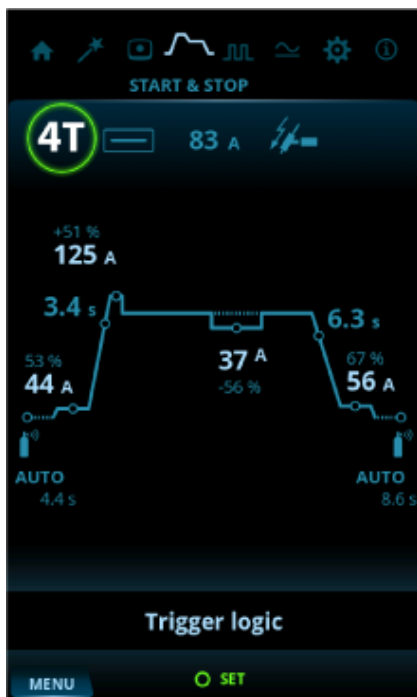 START & STOP
4T 83 A
+51 %
125 A
3.4 s
6.3 s
53 %
44 A
37 A
-56 %
67 %
56 A
AUTO
4.4 s
AUTO
8.6 s
Trigger logic
MENU
SET